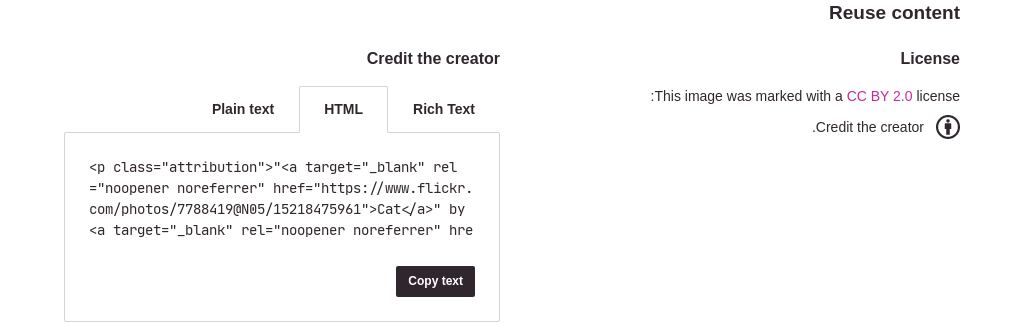 Reuse content
License
:This image was marked with a CC BY 2.0 license
.Credit the creator
Credit the creator
Rich Text
HTML
Plain text
<p class="attribution">"<a target="_blank" rel
="noopener noreferrer" href="https://www.flickr.
com/photos/7788419@N05/15218475961">Cat</a>" by
<a target="_blank" rel="noopener noreferrer" hre
Copy text